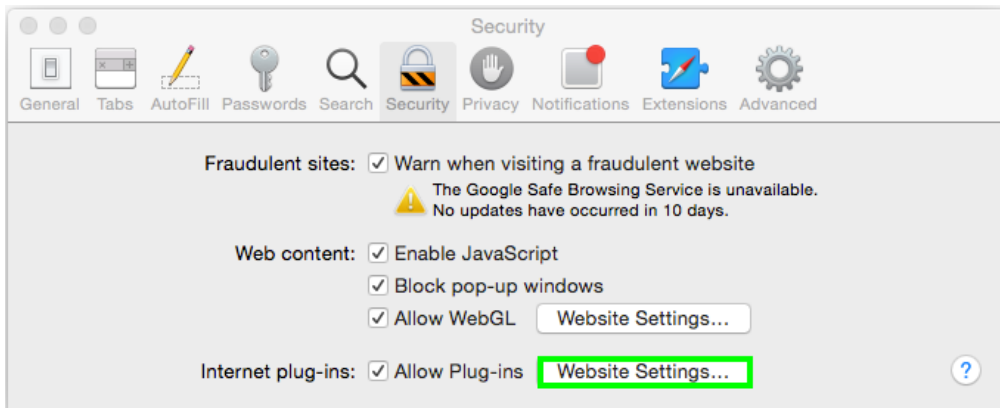 Security
General Tabs AutoFill Passwords Search Security Privacy Notifications Extensions Advanced
Fraudulent sites: Warn when visiting a fraudulent website
The Google Safe Browsing Service is unavailable.
No updates have occurred in 10 days.
Web content: Enable JavaScript
Block pop-up windows
Allow WebGL Website Settings...
Internet plug-ins: Allow Plug-ins Website Settings... ?